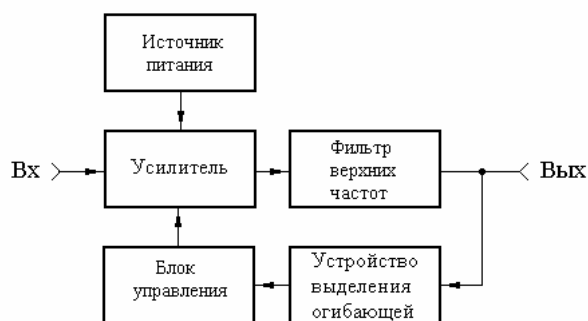 Источник
питания
Вх
Усилитель
Фильтр
верхних
частот
Вых
Блок
управления
Устройство
выделения
огибающей